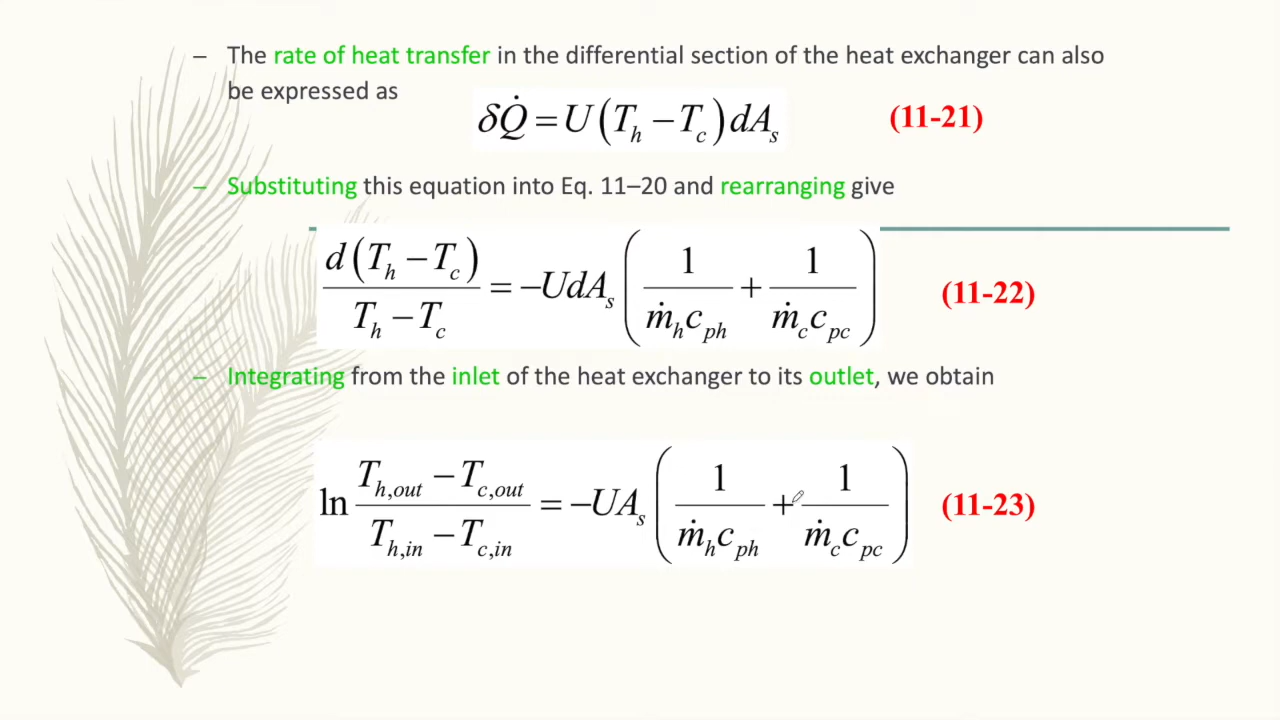 – The rate of heat transfer in the differential section of the heat exchanger can also
be expressed as
δQ̇ = U(T_h − T_c)dA_s (11-21)
– Substituting this equation into Eq. 11–20 and rearranging give
d(T_h − T_c) / (T_h − T_c) = −UdA_s (1/(ṁ_h c_ph) + 1/(ṁ_c c_pc)) (11-22)
– Integrating from the inlet of the heat exchanger to its outlet, we obtain
ln (T_h,out − T_c,out) / (T_h,in − T_c,in) = −UA_s (1/(ṁ_h c_ph) + 1/(ṁ_c c_pc)) (11-23)